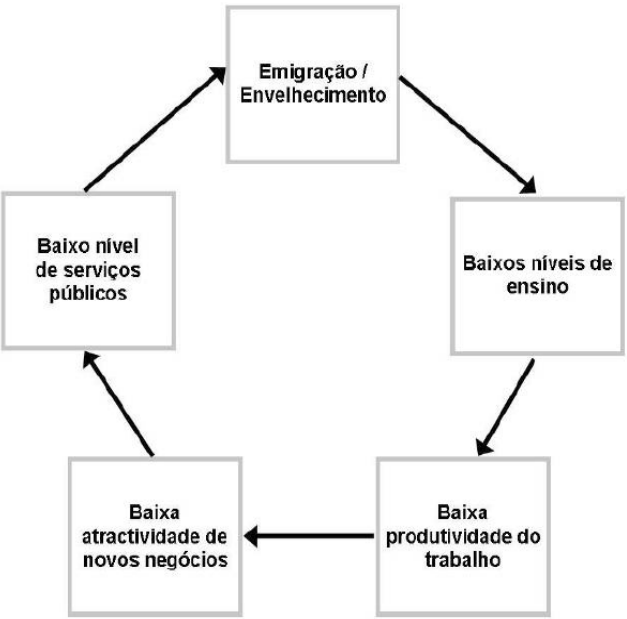 Emigração /
Envelhecimento
Baixos níveis de
ensino
Baixa
produtividade do
trabalho
Baixa
atractividade de
novos negócios
Baixo nível
de serviços
públicos